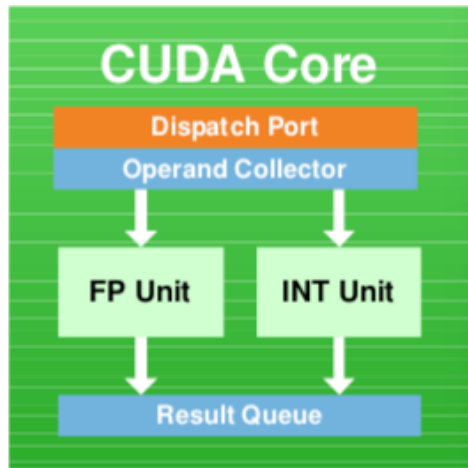 CUDA Core
Dispatch Port
Operand Collector
FP Unit
INT Unit
Result Queue